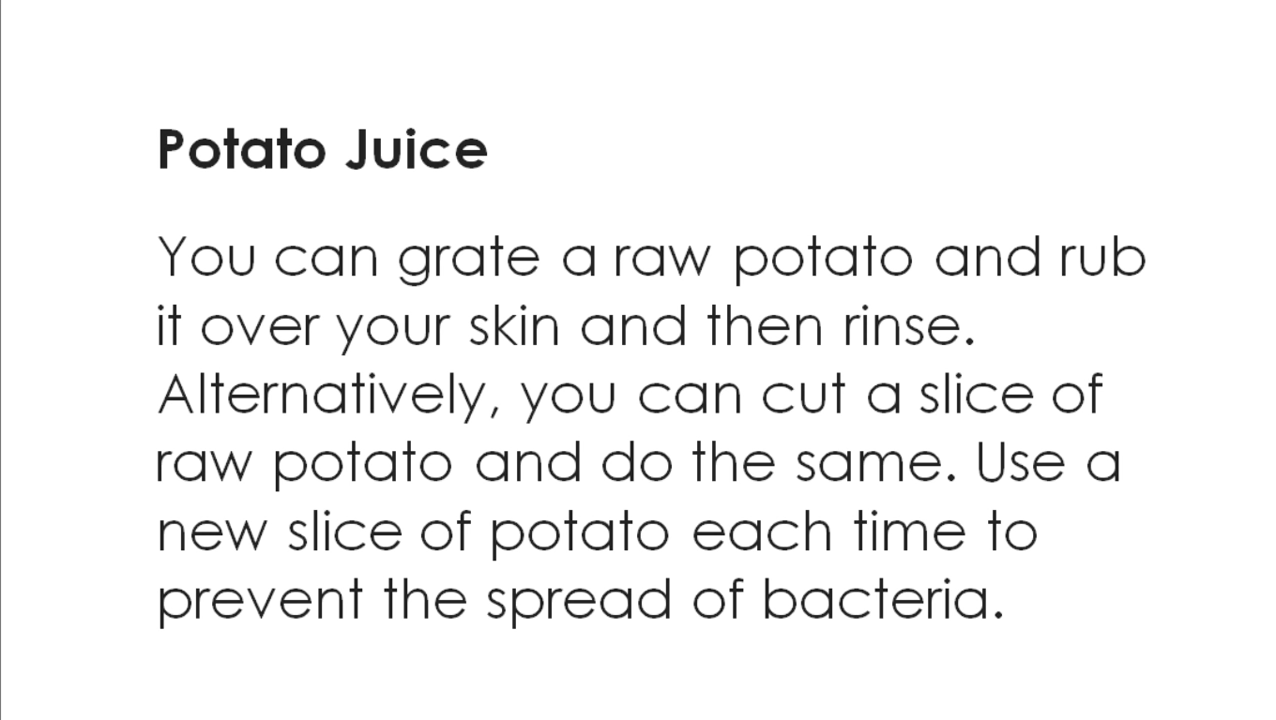 Potato Juice
You can grate a raw potato and rub
it over your skin and then rinse.
Alternatively, you can cut a slice of
raw potato and do the same. Use a
new slice of potato each time to
prevent the spread of bacteria.